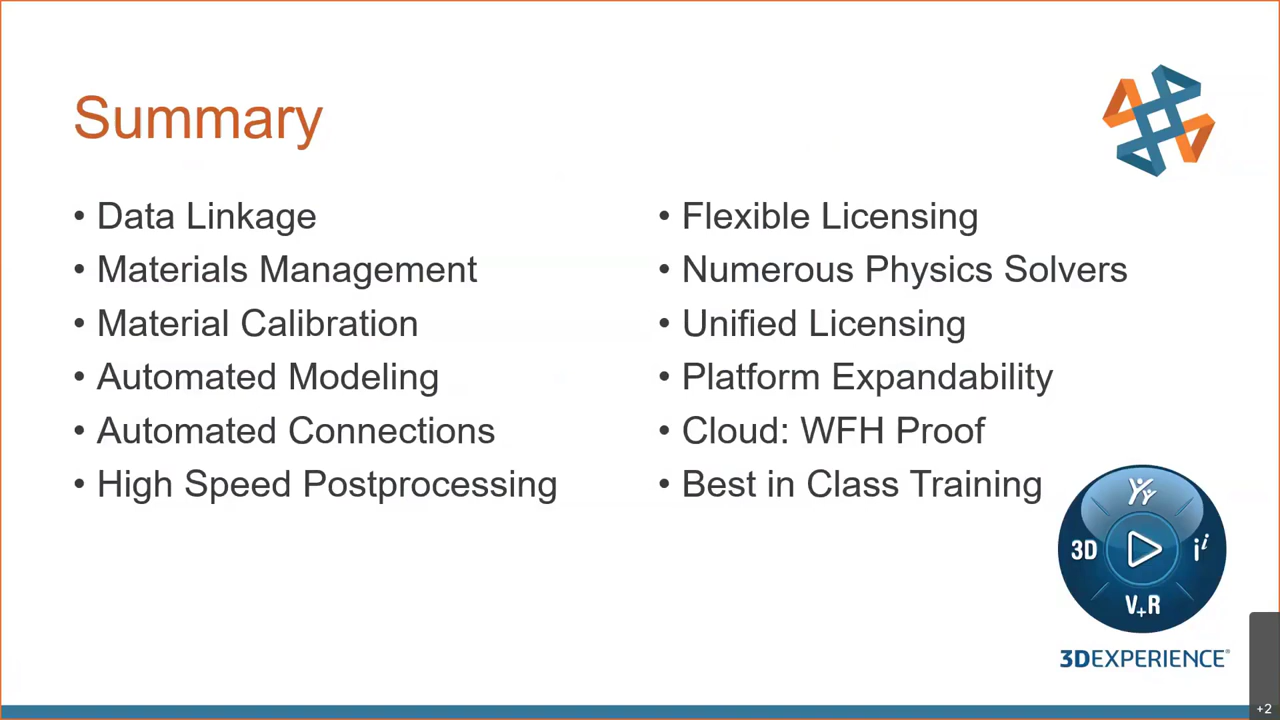 Summary
• Data Linkage
• Materials Management
• Material Calibration
• Automated Modeling
• Automated Connections
• High Speed Postprocessing
• Flexible Licensing
• Numerous Physics Solvers
• Unified Licensing
• Platform Expandability
• Cloud: WFH Proof
• Best in Class Training
3D
i
V+R
3DEXPERIENCE®
+2